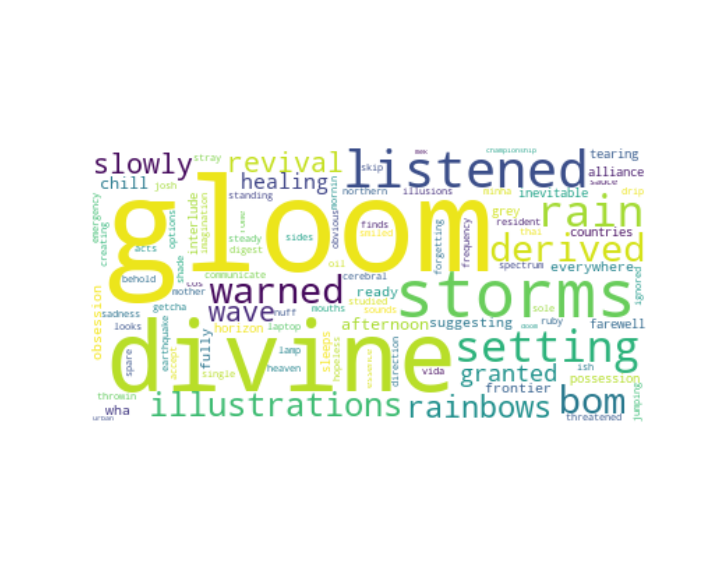 slowly
stray
revival
listened
skip
championship
tearing
alliance
chill
josh
healing
standing
northern
illusions
minha
inevitable
drip
emergency
creating
options
interlude
imagination
gloom
mornin
obvious
finds
smiled
grey
rain
resident
thai
countries
derived
steady
digest
sides
forgetting
frequency
acts
shade
oil
spectrum
everywhere
ignored
behold
communicate
cos
mother
warned
cerebral
ready
studied
sounds
storms
sole
obsession
sadness
getcha
wave
nuff
mouths
afternoon
suggesting
doom
ruby
farewell
looks
earthquake
horizon
laptop
fully
divine
lamp
sleeps
hopeless
direction
setting
spare
accept
single
heaven
vida
granted
ish
possession
frontier
throwin
wha
urban
illustrations
rainbows
bom
threatened
jumping